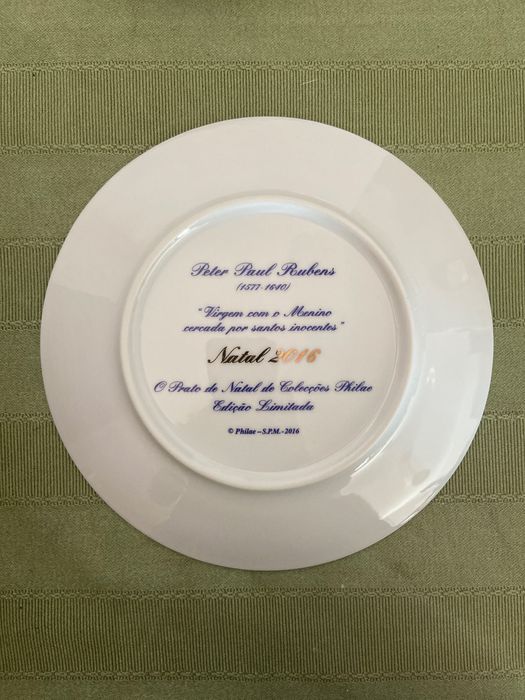 Peter Paul Rubens
(1577-1640)
"Virgem com o Menino
cercada por santos inocentes"
Natal 2016
O Prato de Natal de Colecções Philae
Edição Limitada
© Philae - S.P.M. - 2016